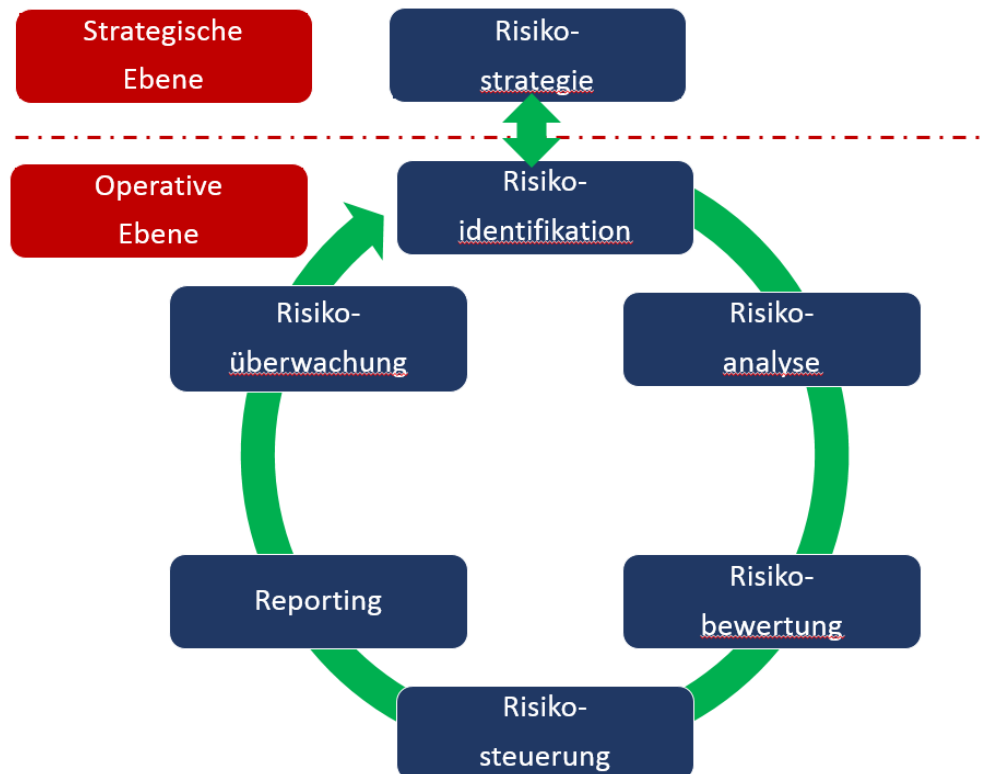 Strategische
Ebene
Risiko-
strategie
Operative
Ebene
Risiko-
identifikation
Risiko-
überwachung
Risiko-
analyse
Reporting
Risiko-
bewertung
Risiko-
steuerung